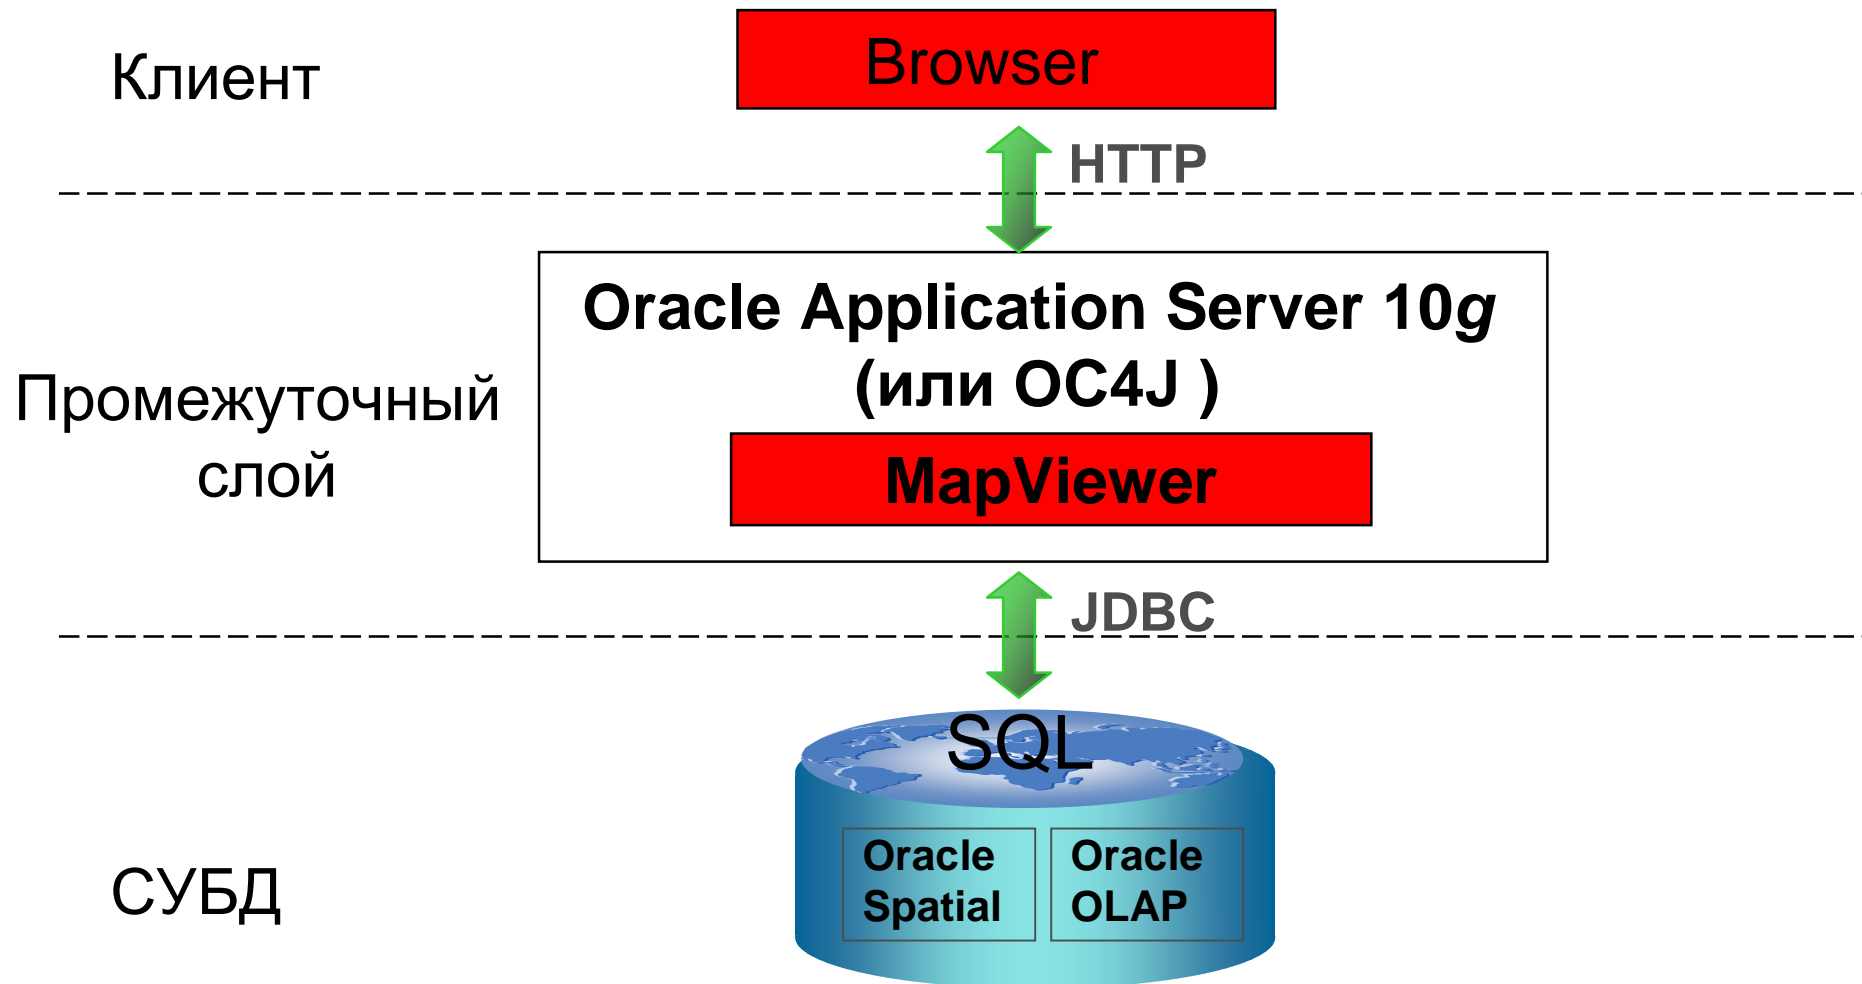 Клиент
Browser
HTTP
Oracle Application Server 10g
(или OC4J )
Промежуточный
слой
MapViewer
JDBC
SQL
СУБД
Oracle
Spatial
Oracle
OLAP